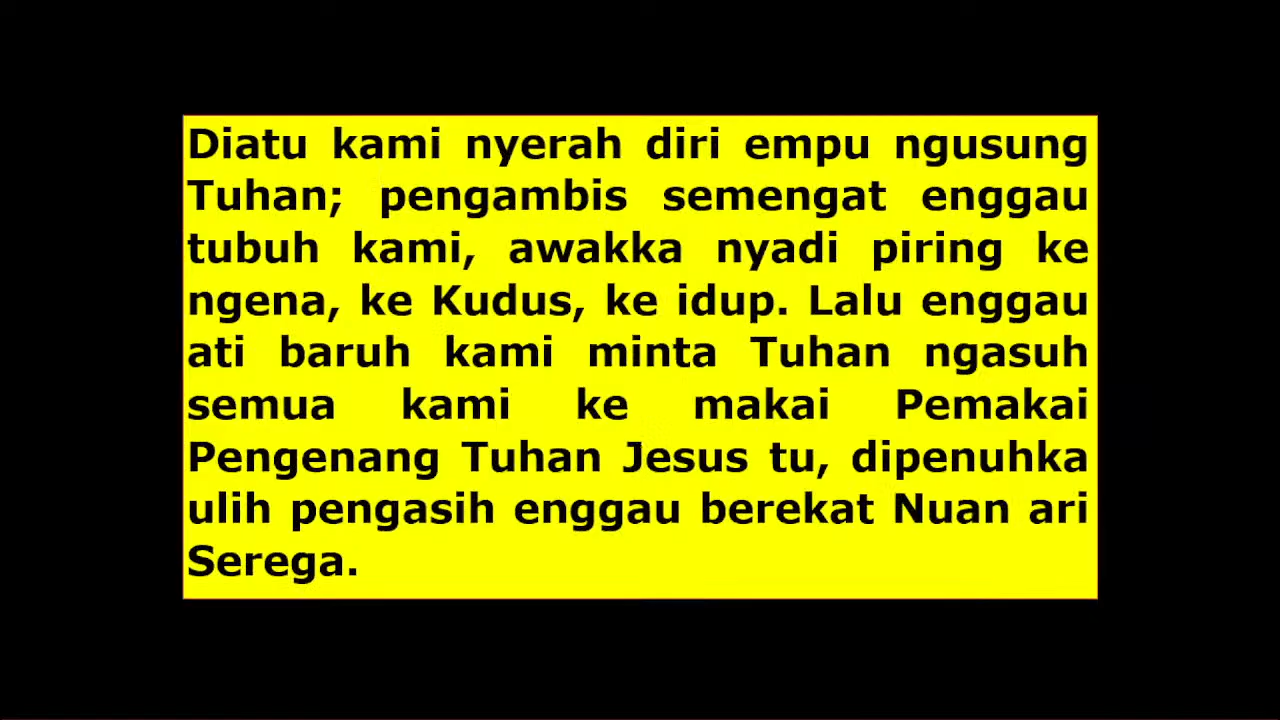 Diatu kami nyerah diri empu ngusung
Tuhan; pengambis semengat enggau
tubuh kami, awakka nyadi piring ke
ngena, ke Kudus, ke idup. Lalu enggau
ati baruh kami minta Tuhan ngasuh
semua kami ke makai Pemakai
Pengenang Tuhan Jesus tu, dipenuhka
ulih pengasih enggau berekat Nuan ari
Serega.